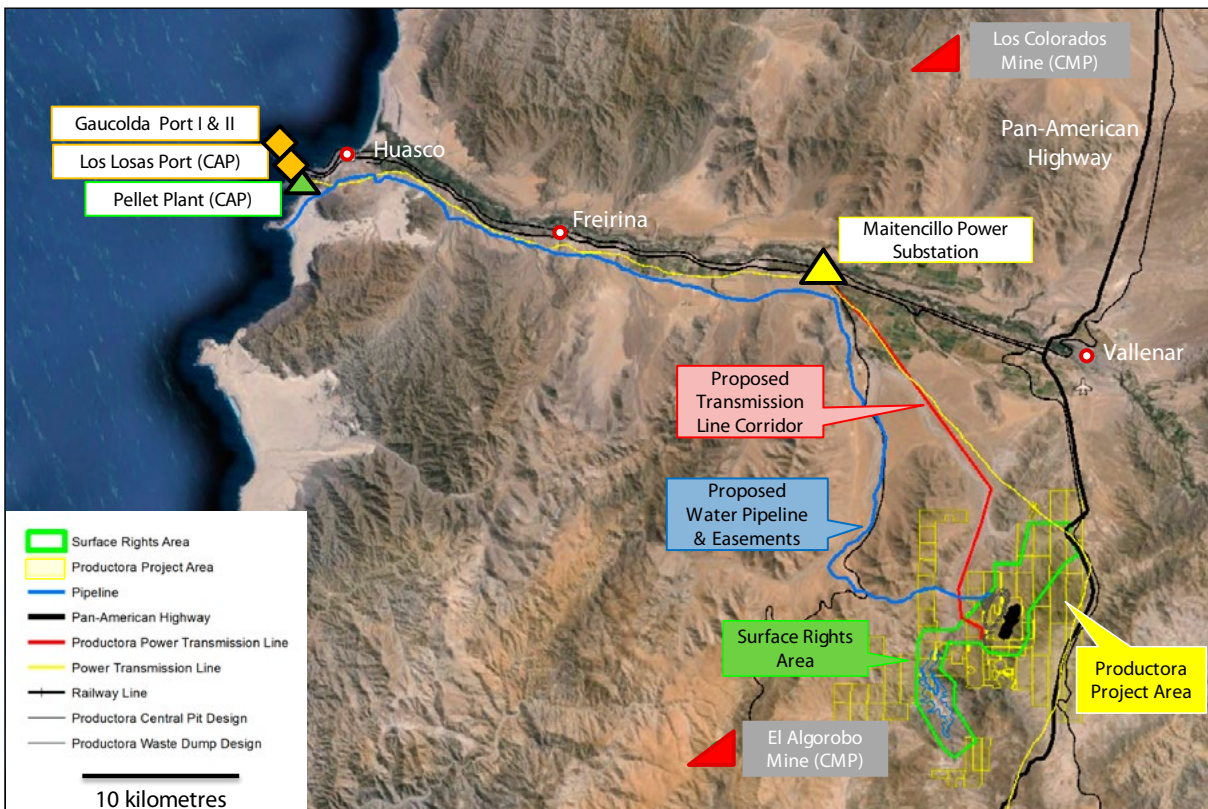 Los Colorados
Mine (CMP)
Pan-American
Highway
Gaucolda Port I & II
Los Losas Port (CAP)
Pellet Plant (CAP)
Huasco
Freirina
Maitencillo Power
Substation
Vallenar
Proposed
Transmission
Line Corridor
Proposed
Water Pipeline
& Easements
Surface Rights
Area
Productora
Project Area
El Algorobo
Mine (CMP)
Surface Rights Area
Productora Project Area
Pipeline
Pan-American Highway
Productora Power Transmission Line
Power Transmission Line
Railway Line
Productora Central Pit Design
Productora Waste Dump Design
10 kilometres